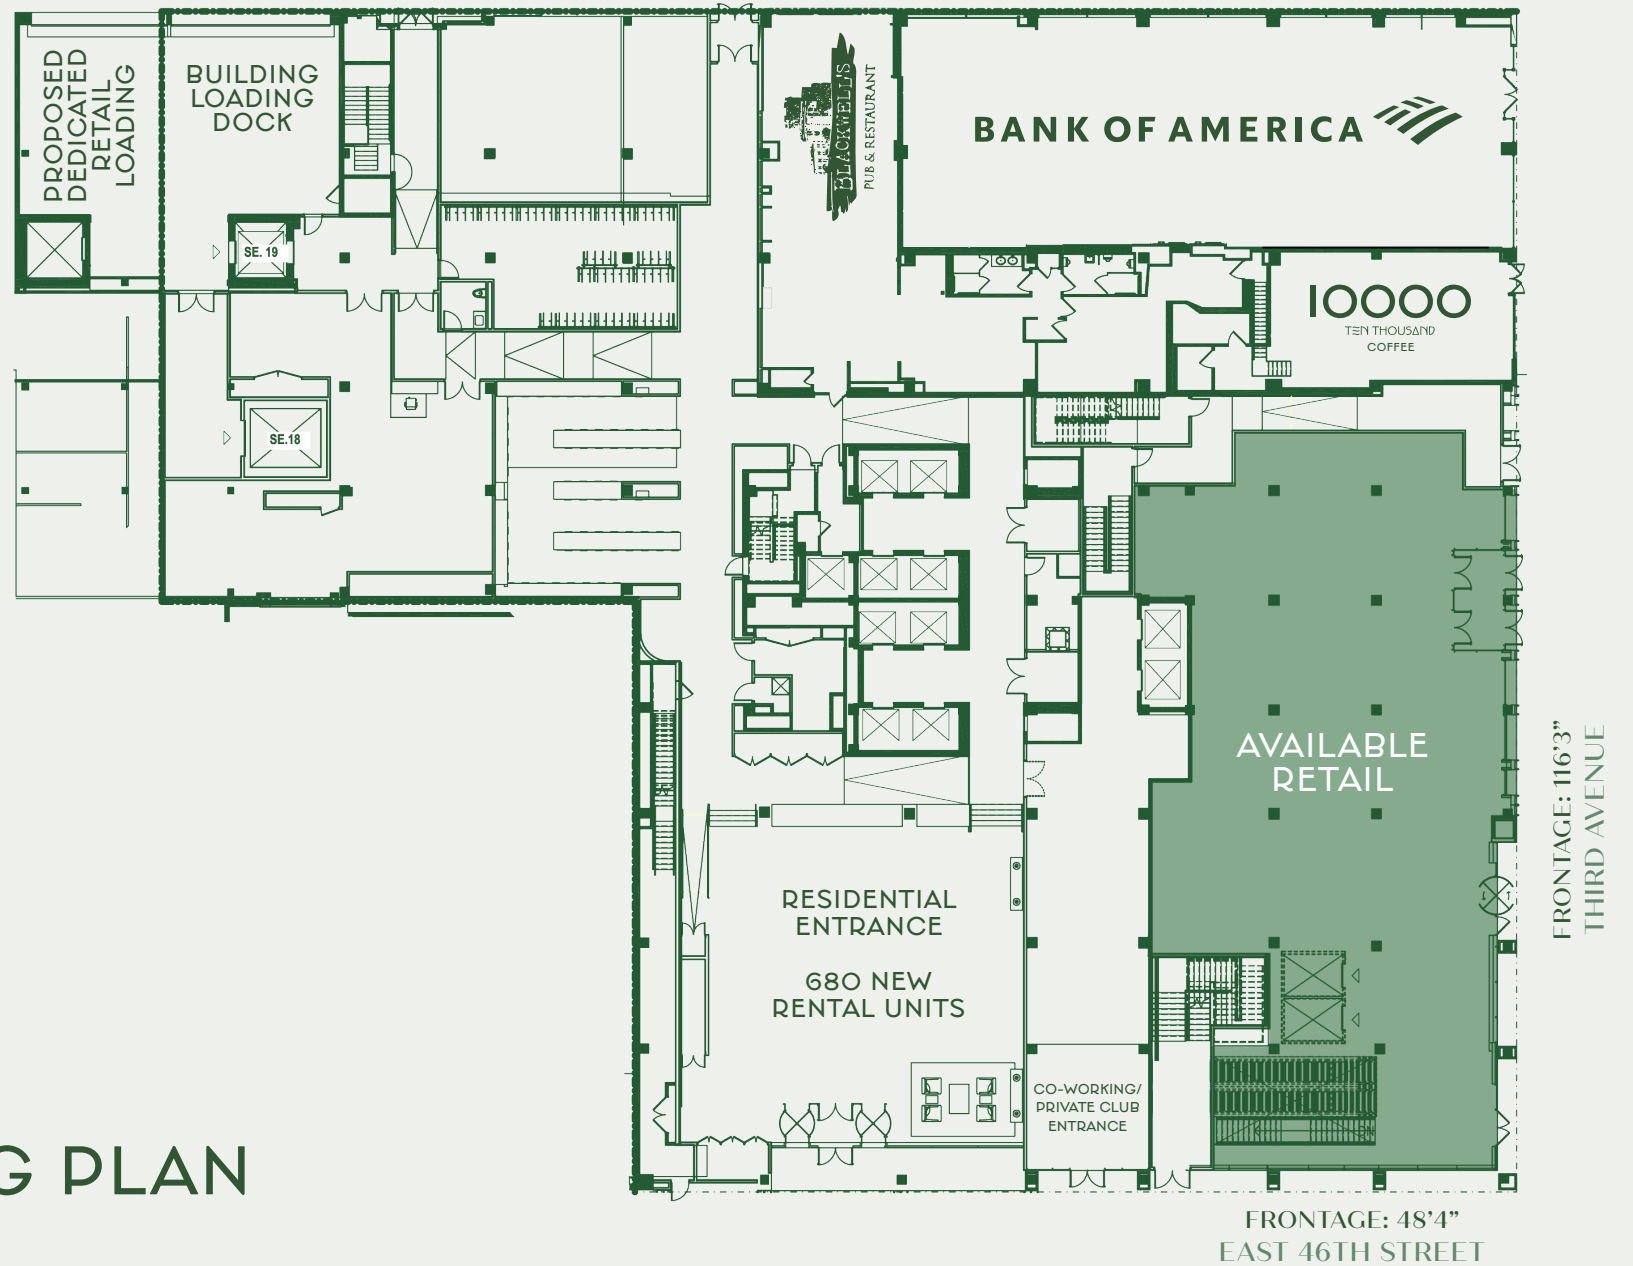 PROPOSED
DEDICATED
RETAIL
LOADING
BUILDING
LOADING
DOCK
SE. 19
SE.18
BLACKWELL'S
PUB & RESTAURANT
BANK OF AMERICA
10000
TEN THOUSAND
COFFEE
AVAILABLE
RETAIL
FRONTAGE: 116'3"
THIRD AVENUE
RESIDENTIAL
ENTRANCE
680 NEW
RENTAL UNITS
CO-WORKING/
PRIVATE CLUB
ENTRANCE
G PLAN
FRONTAGE: 48'4"
EAST 46TH STREET